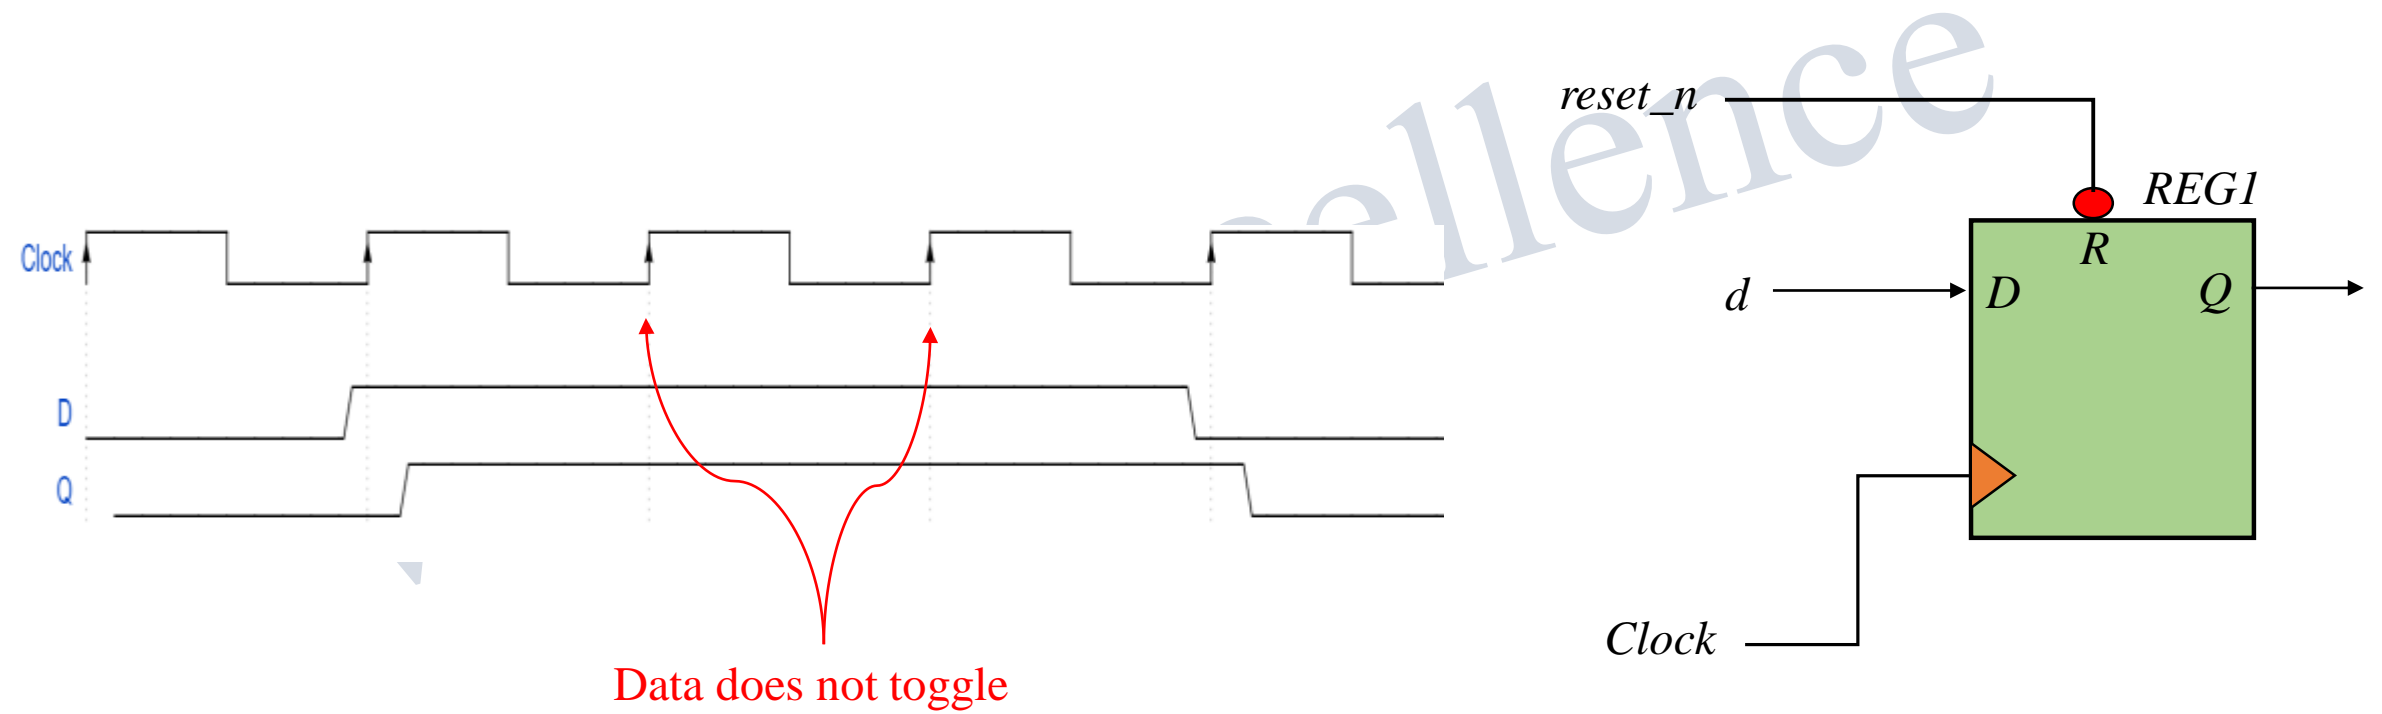 Clock
D
Q
Data does not toggle
reset_n
REG1
R
d
D
Q
Clock